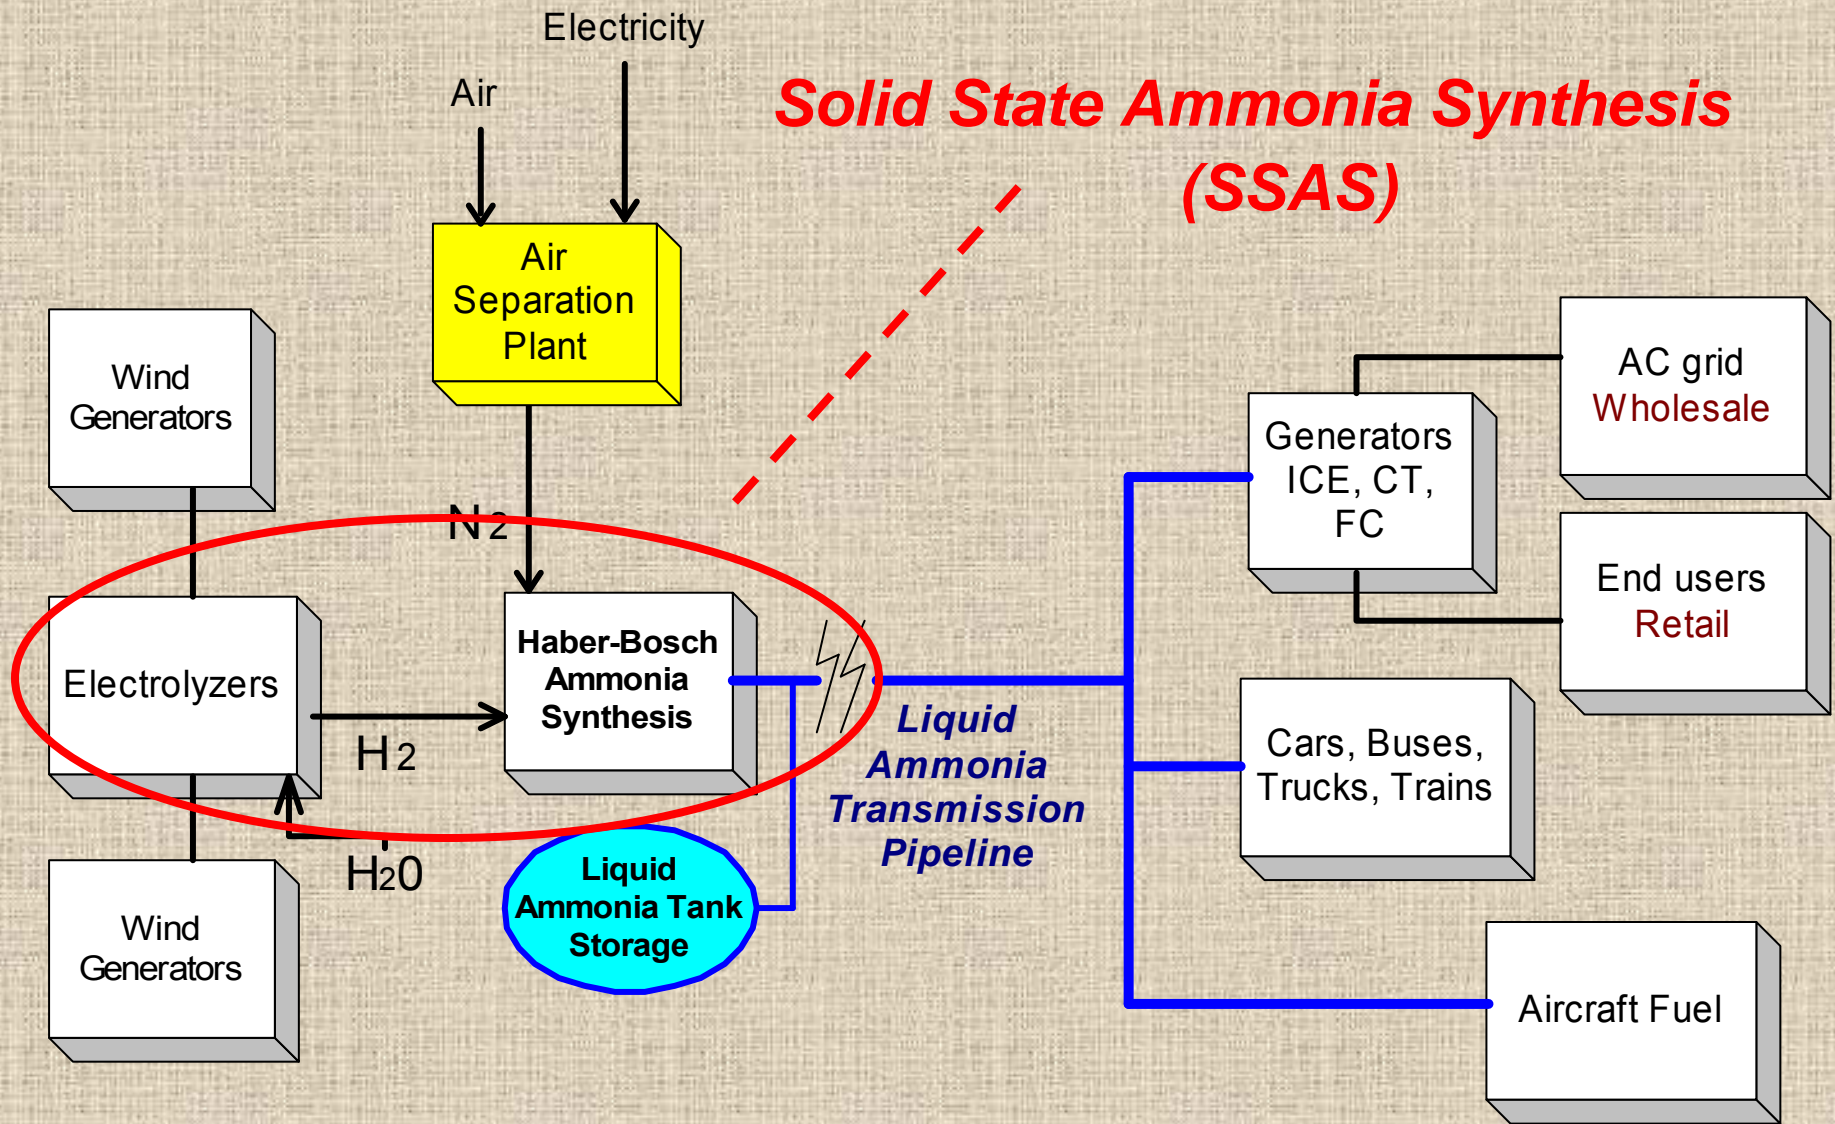 Electricity
Air
Solid State Ammonia Synthesis
(SSAS)
Air
Separation
Plant
Wind
Generators
N2
AC grid
Wholesale
Generators
ICE, CT,
FC
End users
Retail
Electrolyzers
H2
Haber-Bosch
Ammonia
Synthesis
Liquid
Ammonia
Transmission
Pipeline
Cars, Buses,
Trucks, Trains
H20
Liquid
Ammonia Tank
Storage
Wind
Generators
Aircraft Fuel